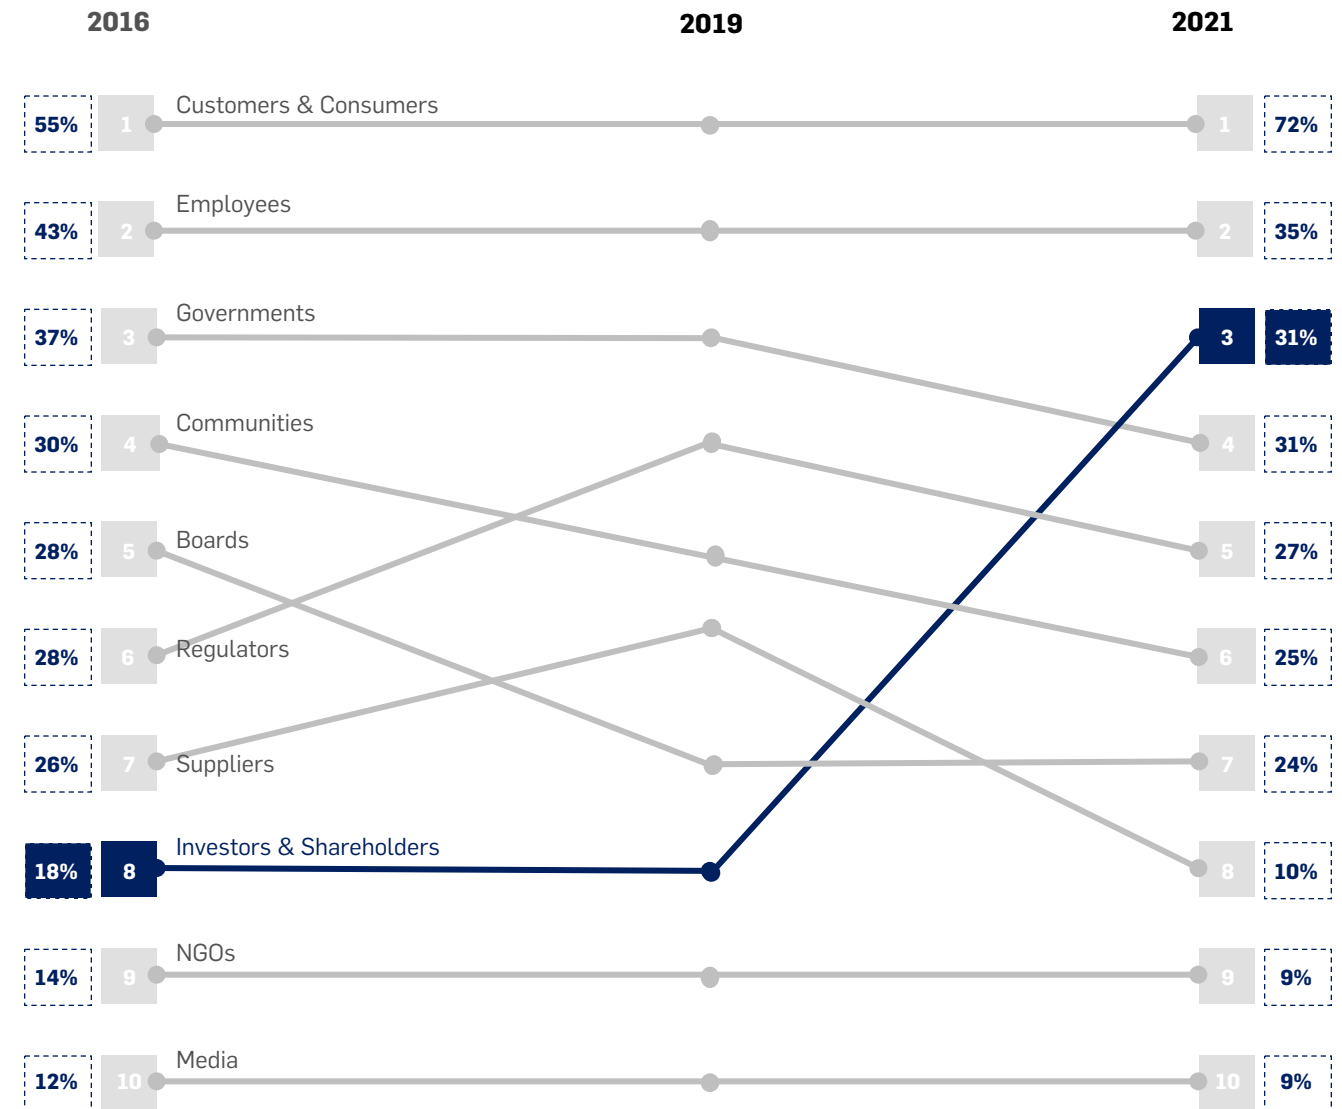 2016 2019 2021
Customers & Consumers
55% 1 1 72%
Employees
43% 2 2 35%
Governments
37% 3 3 31%
Communities
30% 4 4 31%
Boards
28% 5 5 27%
Regulators
28% 6 6 25%
Suppliers
26% 7 7 24%
Investors & Shareholders
18% 8 8 10%
NGOs
14% 9 9 9%
Media
12% 10 10 9%